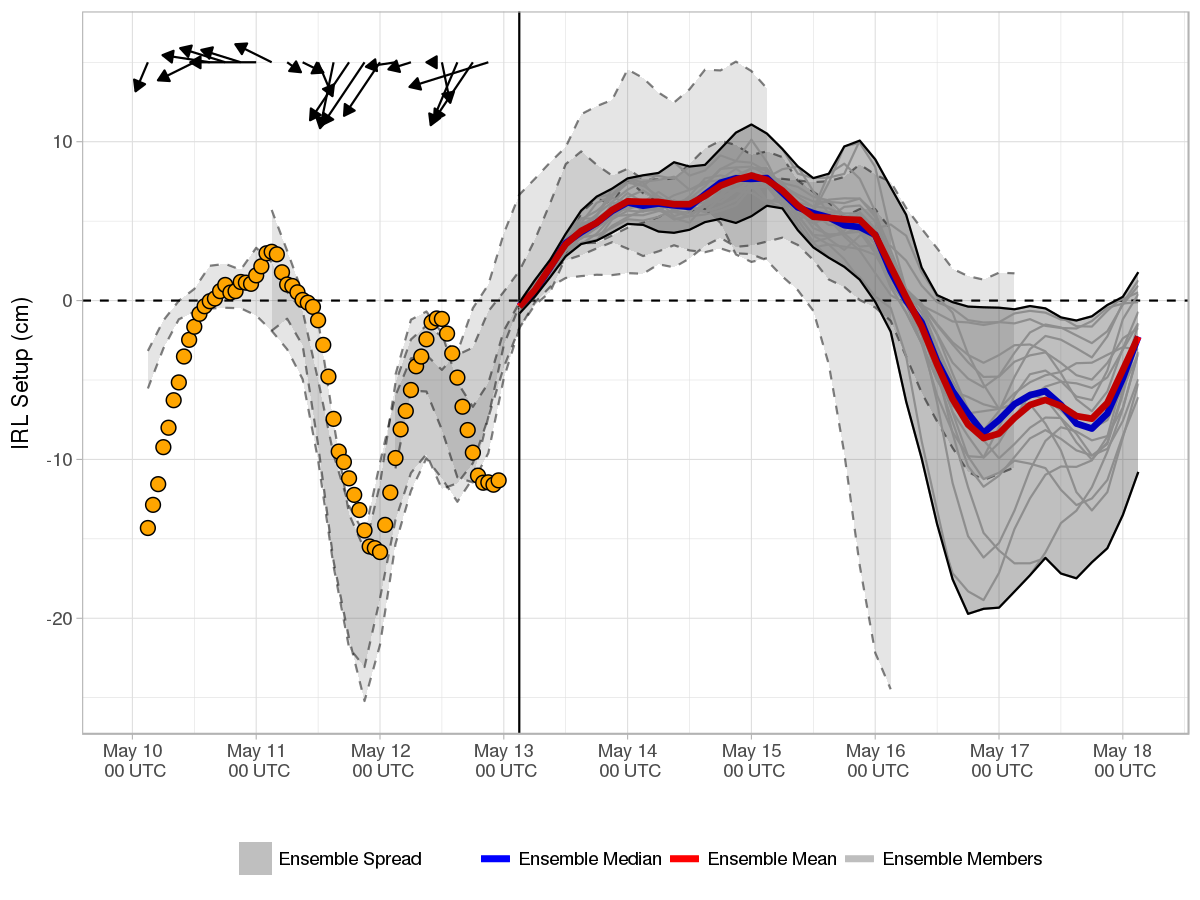 IRL Setup (cm)
10
0
-10
-20
May 10 May 11 May 12 May 13 May 14 May 15 May 16 May 17 May 18
00 UTC 00 UTC 00 UTC 00 UTC 00 UTC 00 UTC 00 UTC 00 UTC 00 UTC
Ensemble Spread Ensemble Median Ensemble Mean Ensemble Members